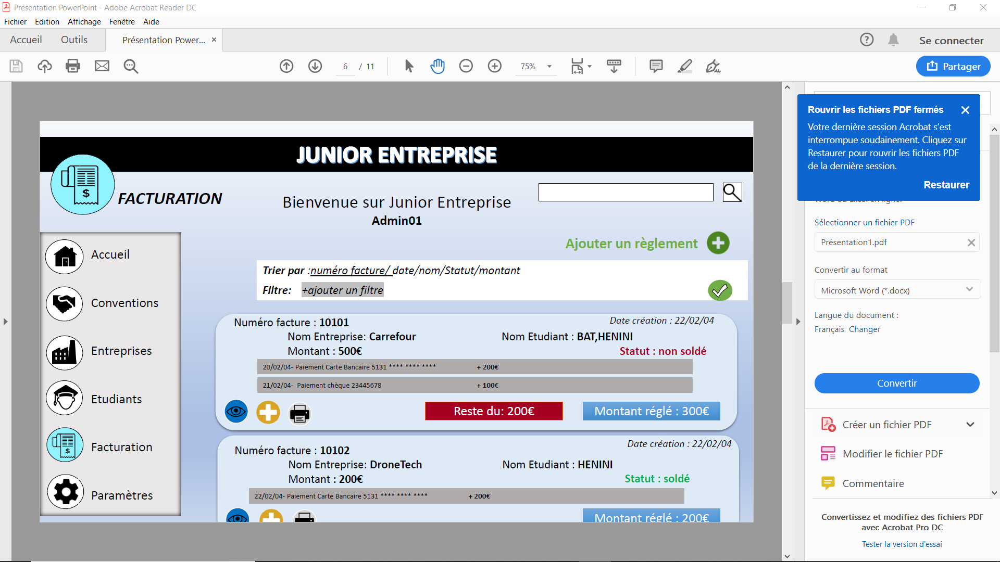 Présentation PowerPoint - Adobe Acrobat Reader DC
Fichier Edition Affichage Fenêtre Aide
Accueil Outils Présentation Power... ×
Se connecter
6 / 11
75%
Partager
Rouvrir les fichiers PDF fermés
Votre dernière session Acrobat s’est
interrompue soudainement. Cliquez sur
Restaurer pour rouvrir les fichiers PDF
de la dernière session.
Restaurer
JUNIOR ENTREPRISE
$
FACTURATION
Bienvenue sur Junior Entreprise
Admin01
Accueil
Conventions
Entreprises
Etudiants
$
Facturation
Paramètres
Ajouter un règlement
Trier par :numéro facture/ date/nom/Statut/montant
Filtre: +ajouter un filtre
Numéro facture : 10101
Date création : 22/02/04
Nom Entreprise: Carrefour
Nom Etudiant : BAT,HENINI
Montant : 500€
Statut : non soldé
20/02/04- Paiement Carte Bancaire 5131 **** **** **** + 200€
21/02/04- Paiement chèque 23445678 + 100€
Reste du: 200€
Montant réglé : 300€
Numéro facture : 10102
Date création : 22/02/04
Nom Entreprise: DroneTech
Nom Etudiant : HENINI
Montant : 200€
Statut : soldé
22/02/04- Paiement Carte Bancaire 5131 **** **** **** + 200€
Montant réglé : 200€
Word ou Excel en ligne.
Sélectionner un fichier PDF
Présentation1.pdf
Convertir au format
Microsoft Word (*.docx)
Langue du document :
Français Changer
Convertir
Créer un fichier PDF
Modifier le fichier PDF
Commentaire
Convertissez et modifiez des fichiers PDF
avec Acrobat Pro DC
Tester la version d'essai